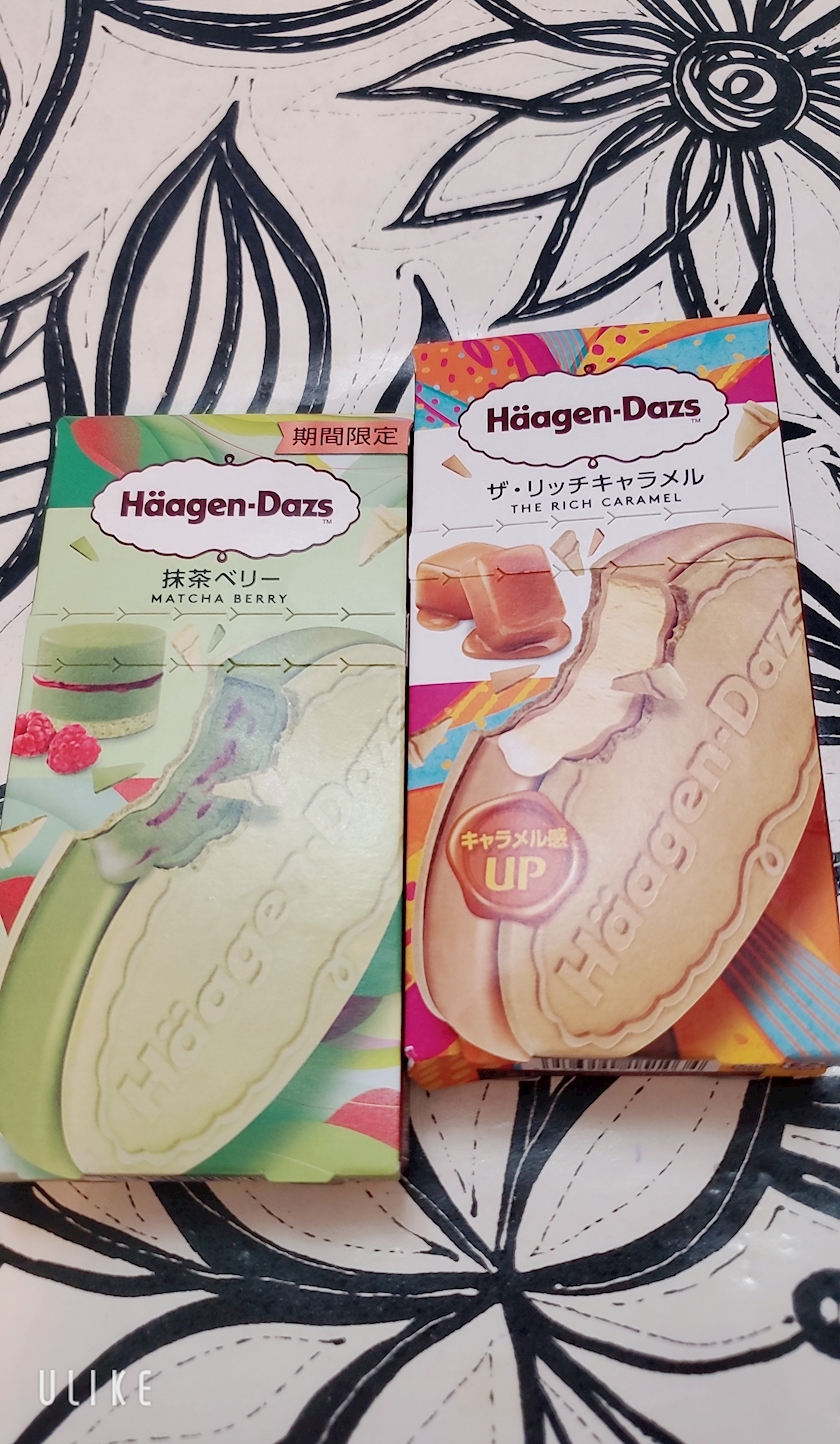 期間限定
Häagen-Dazs
TM
抹茶ベリー
MATCHA BERRY
Häagen-Dazs
Häagen-Dazs
TM
ザ・リッチキャラメル
THE RICH CARAMEL
Häagen-Dazs
キャラメル感
UP
ULIKE